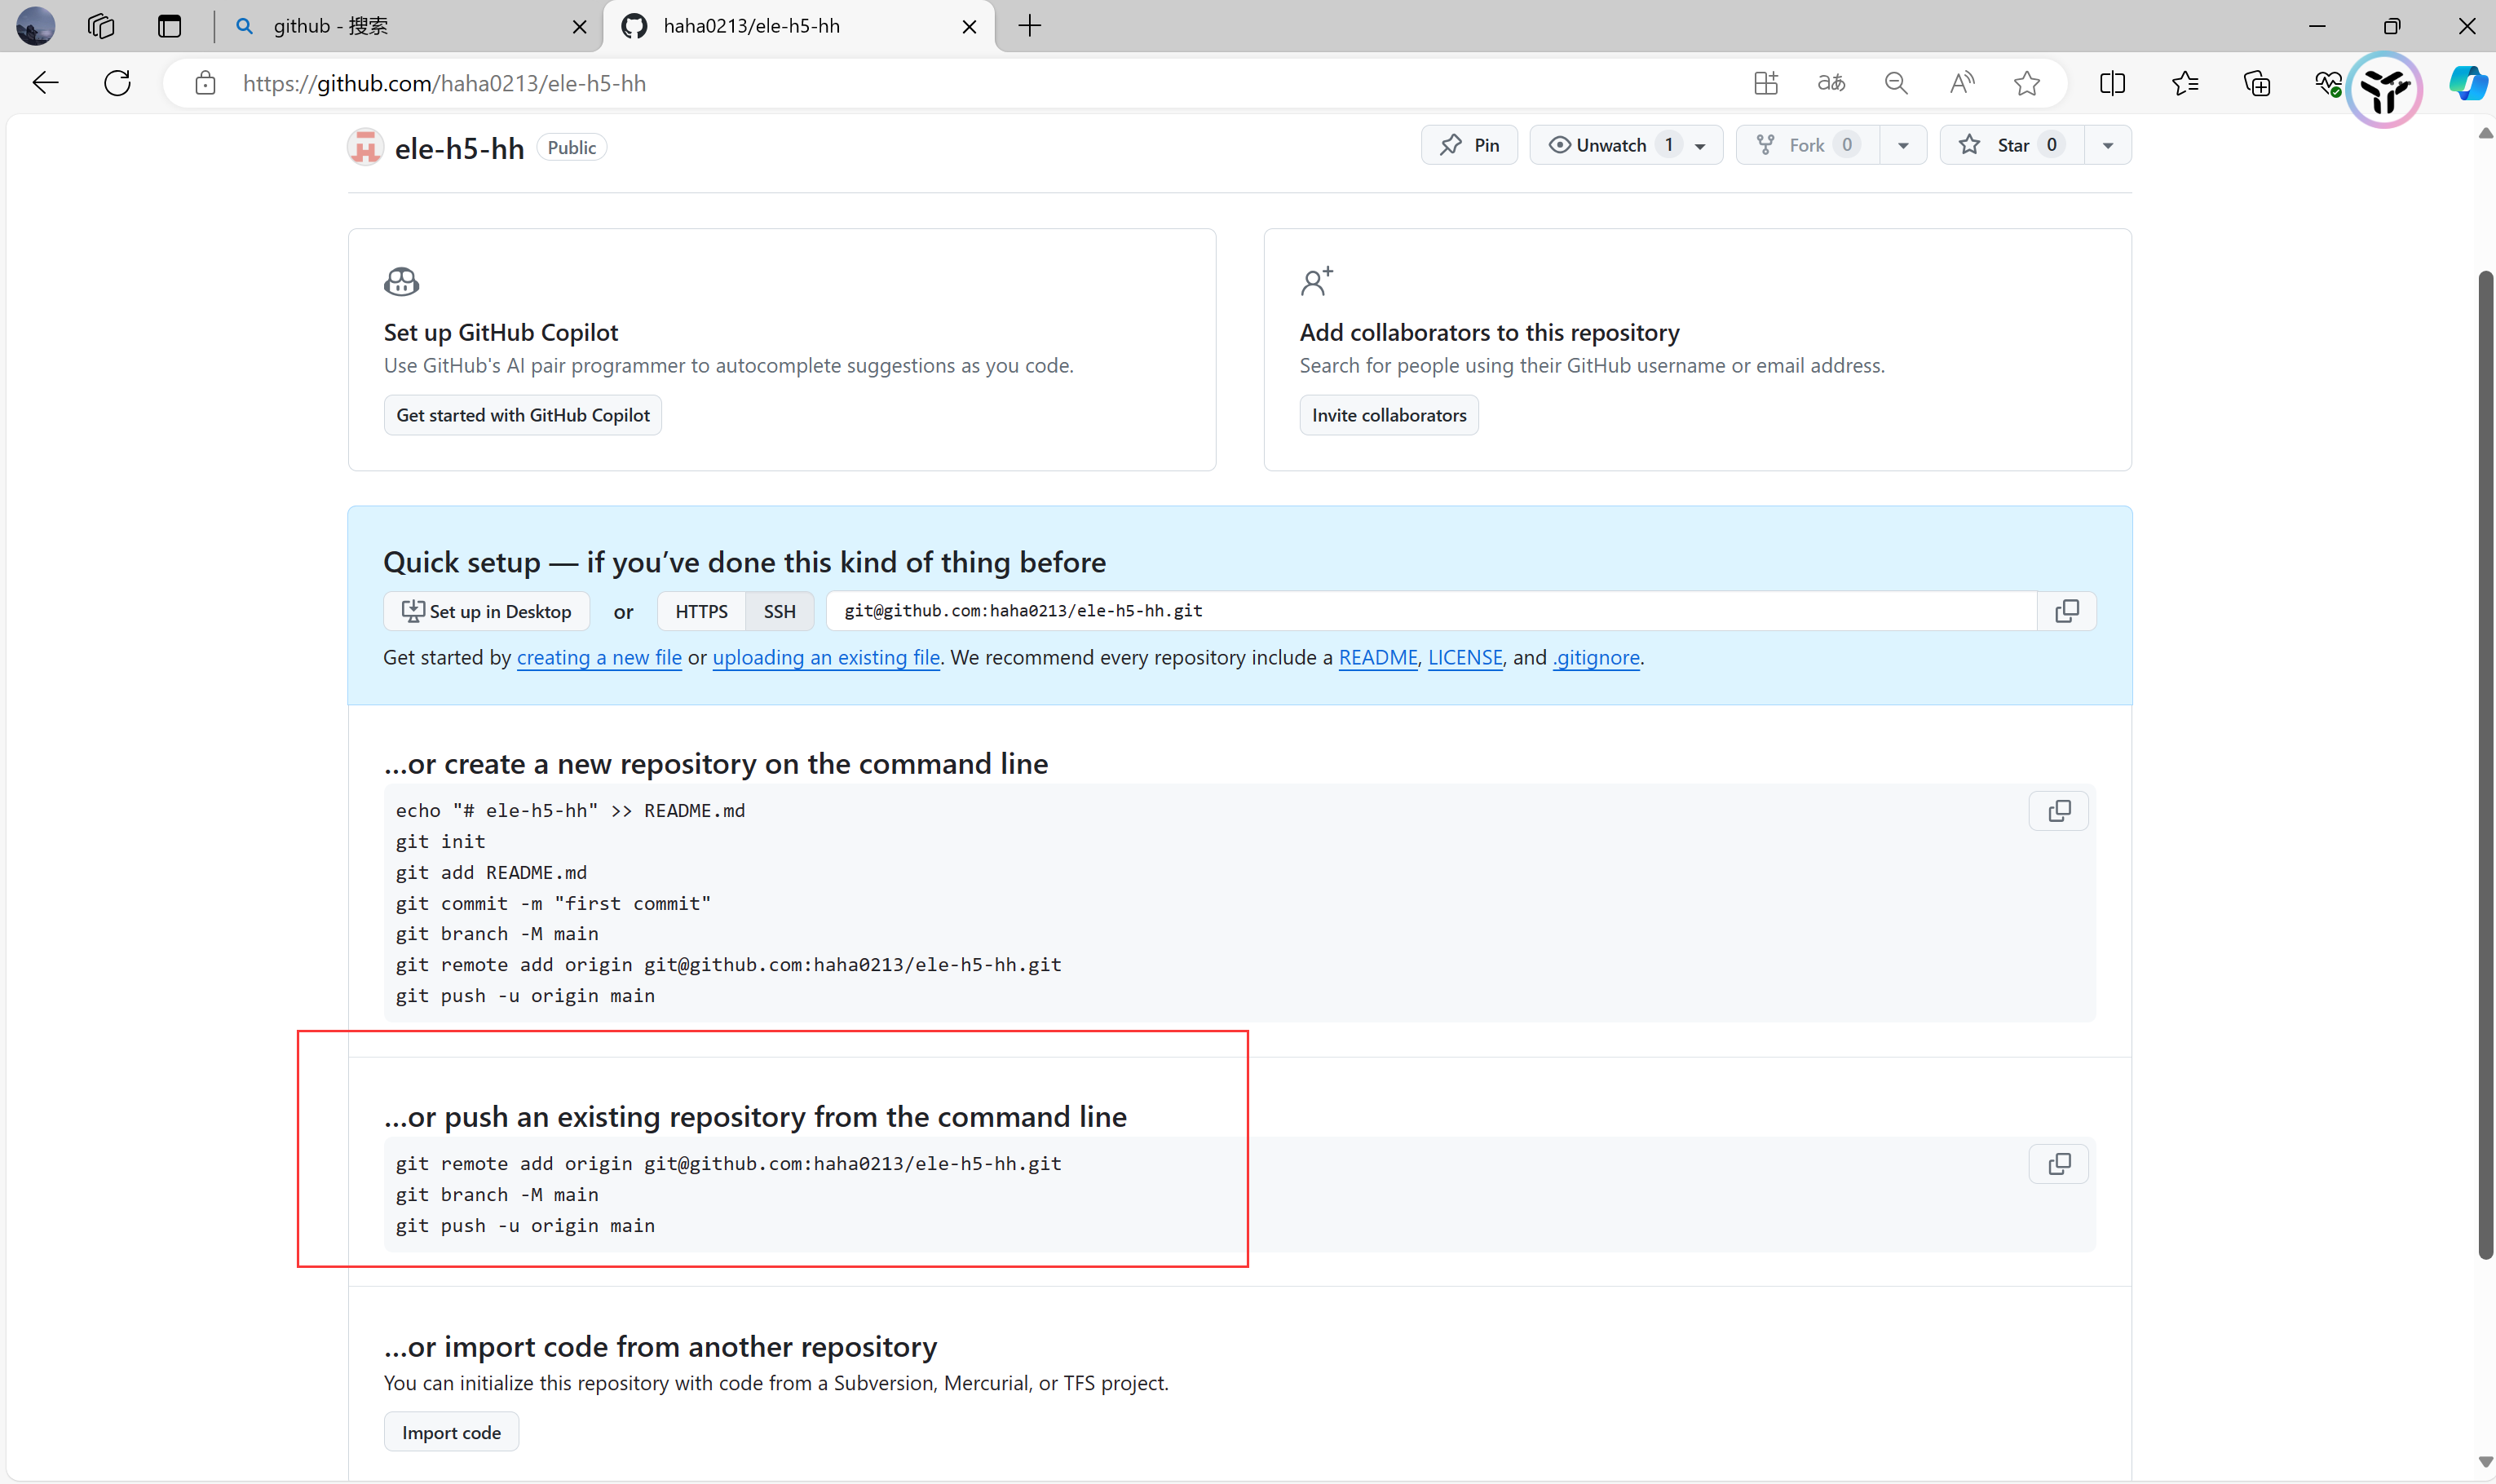 github - 搜索
haha0213/ele-h5-hh
https://github.com/haha0213/ele-h5-hh
aあ
A
ele-h5-hh Public
Pin
Unwatch 1
Fork 0
Star 0
Set up GitHub Copilot
Use GitHub's AI pair programmer to autocomplete suggestions as you code.
Get started with GitHub Copilot
Add collaborators to this repository
Search for people using their GitHub username or email address.
Invite collaborators
Quick setup — if you’ve done this kind of thing before
Set up in Desktop or HTTPS SSH git@github.com:haha0213/ele-h5-hh.git
Get started by creating a new file or uploading an existing file. We recommend every repository include a README, LICENSE, and .gitignore.
…or create a new repository on the command line
echo "# ele-h5-hh" >> README.md
git init
git add README.md
git commit -m "first commit"
git branch -M main
git remote add origin git@github.com:haha0213/ele-h5-hh.git
git push -u origin main
…or push an existing repository from the command line
git remote add origin git@github.com:haha0213/ele-h5-hh.git
git branch -M main
git push -u origin main
…or import code from another repository
You can initialize this repository with code from a Subversion, Mercurial, or TFS project.
Import code